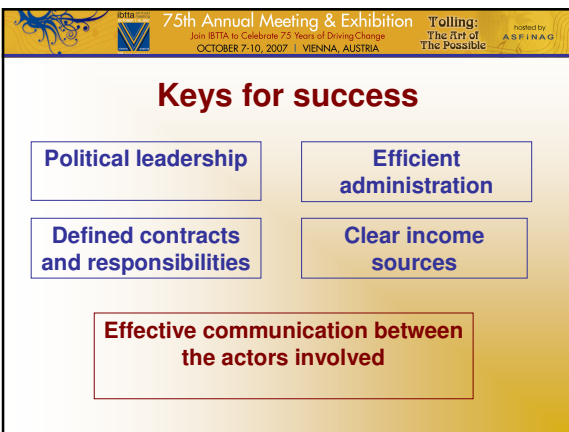 ibtta
75th Annual Meeting & Exhibition
Join IBTTA to Celebrate 75 Years of Driving Change
OCTOBER 7-10, 2007 | VIENNA, AUSTRIA
Tolling:
The Art of
The Possible
hosted by
ASFiNAG
Keys for success
Political leadership
Efficient
administration
Defined contracts
and responsibilities
Clear income
sources
Effective communication between
the actors involved